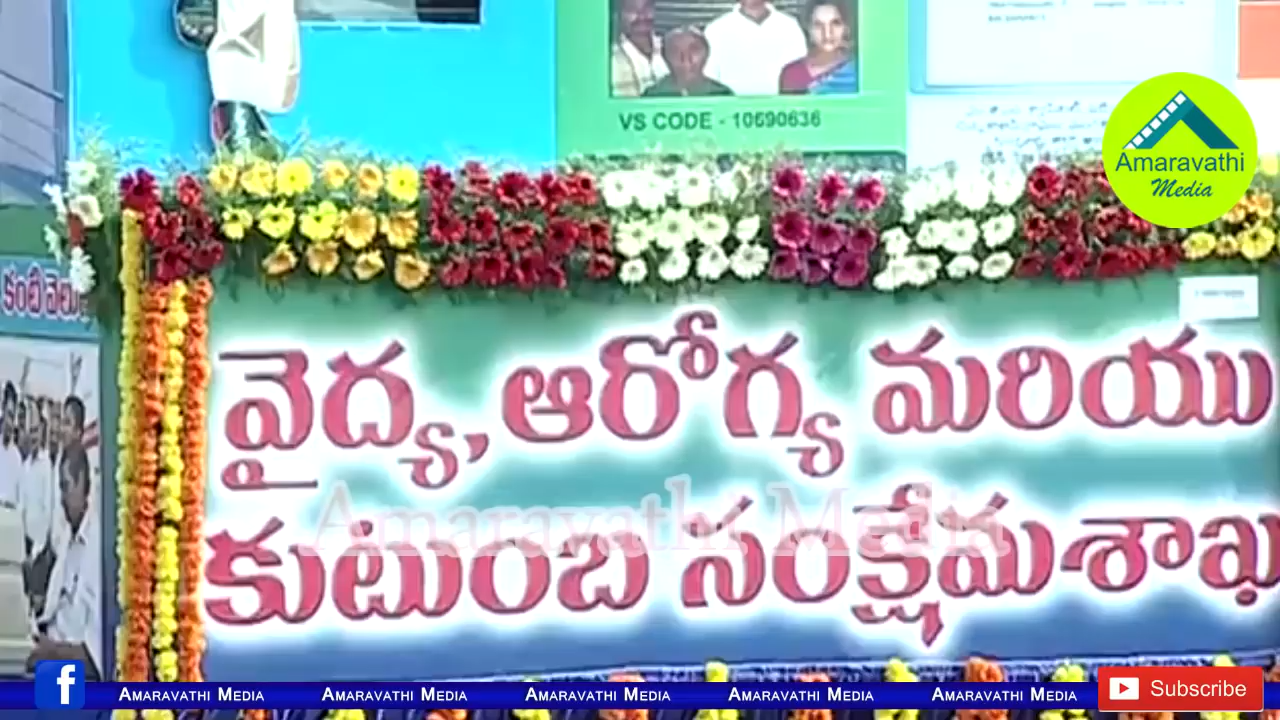 VS CODE - 10690636
Amaravathi
Media
కంటి వెలు
వైద్య, ఆరోగ్య మరియు
Amaravathi Media
కుటుంబ సంక్షేమశాఖ
f Amaravathi Media Amaravathi Media Amaravathi Media Amaravathi Media Amaravathi Media Subscribe